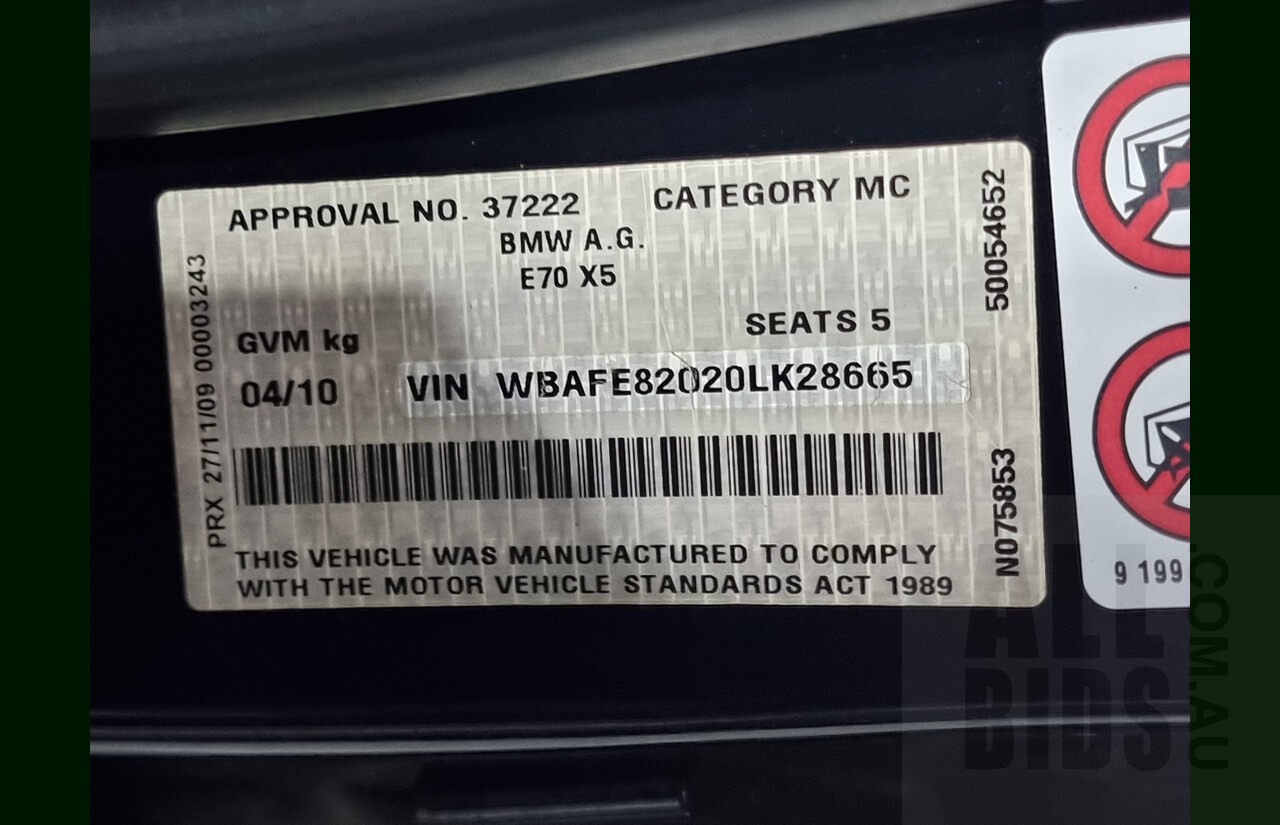 APPROVAL NO. 37222 CATEGORY MC
BMW A.G.
E70 X5
SEATS 5
GVM kg
04/10 VIN WBAFE82020LK28665
THIS VEHICLE WAS MANUFACTURED TO COMPLY
WITH THE MOTOR VEHICLE STANDARDS ACT 1989
PRX 27/11/09 00003243
50054652
N075853
9 199
ALL
BIDS
.COM.AU